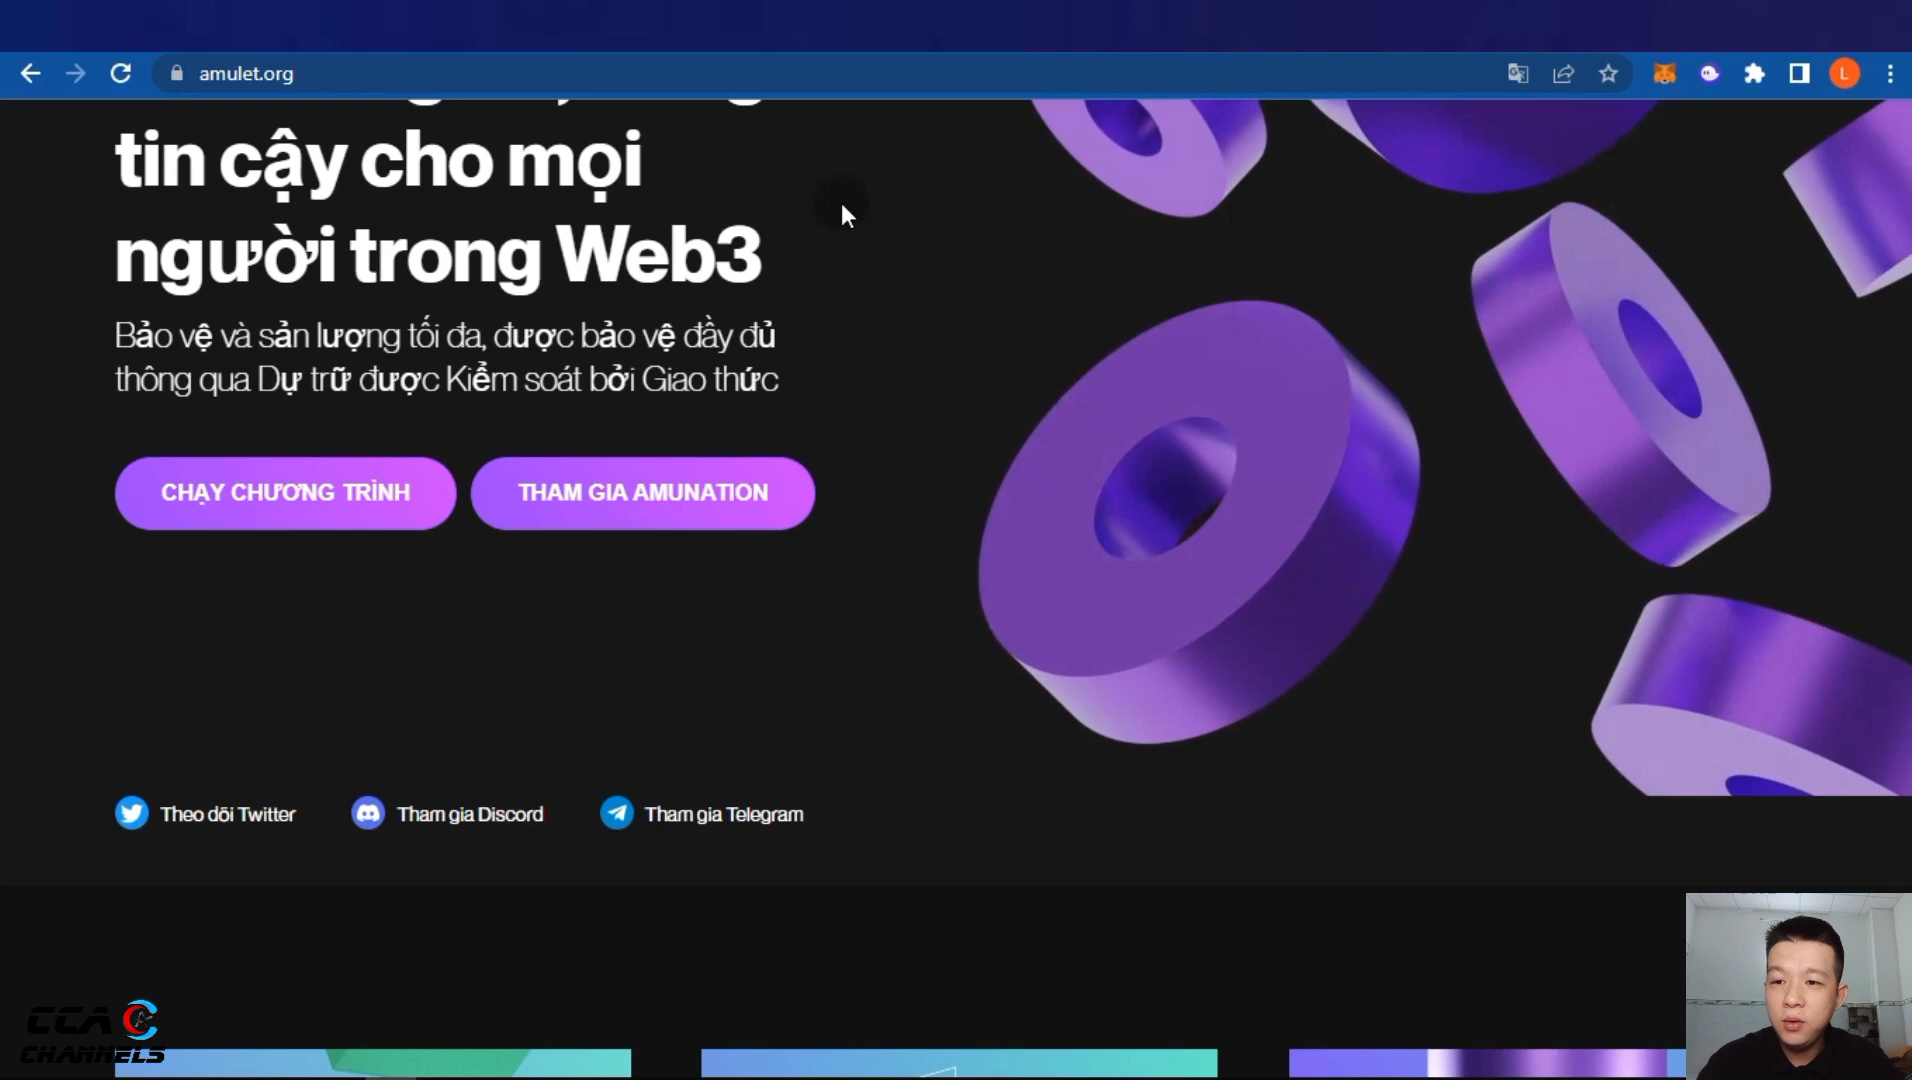 amulet.org
L
tin cậy cho mọi
người trong Web3
Bảo vệ và sản lượng tối đa, được bảo vệ đầy đủ
thông qua Dự trữ được Kiểm soát bởi Giao thức
CHẠY CHƯƠNG TRÌNH
THAM GIA AMUNATION
Theo dõi Twitter
Tham gia Discord
Tham gia Telegram
CCA
CHANNELS